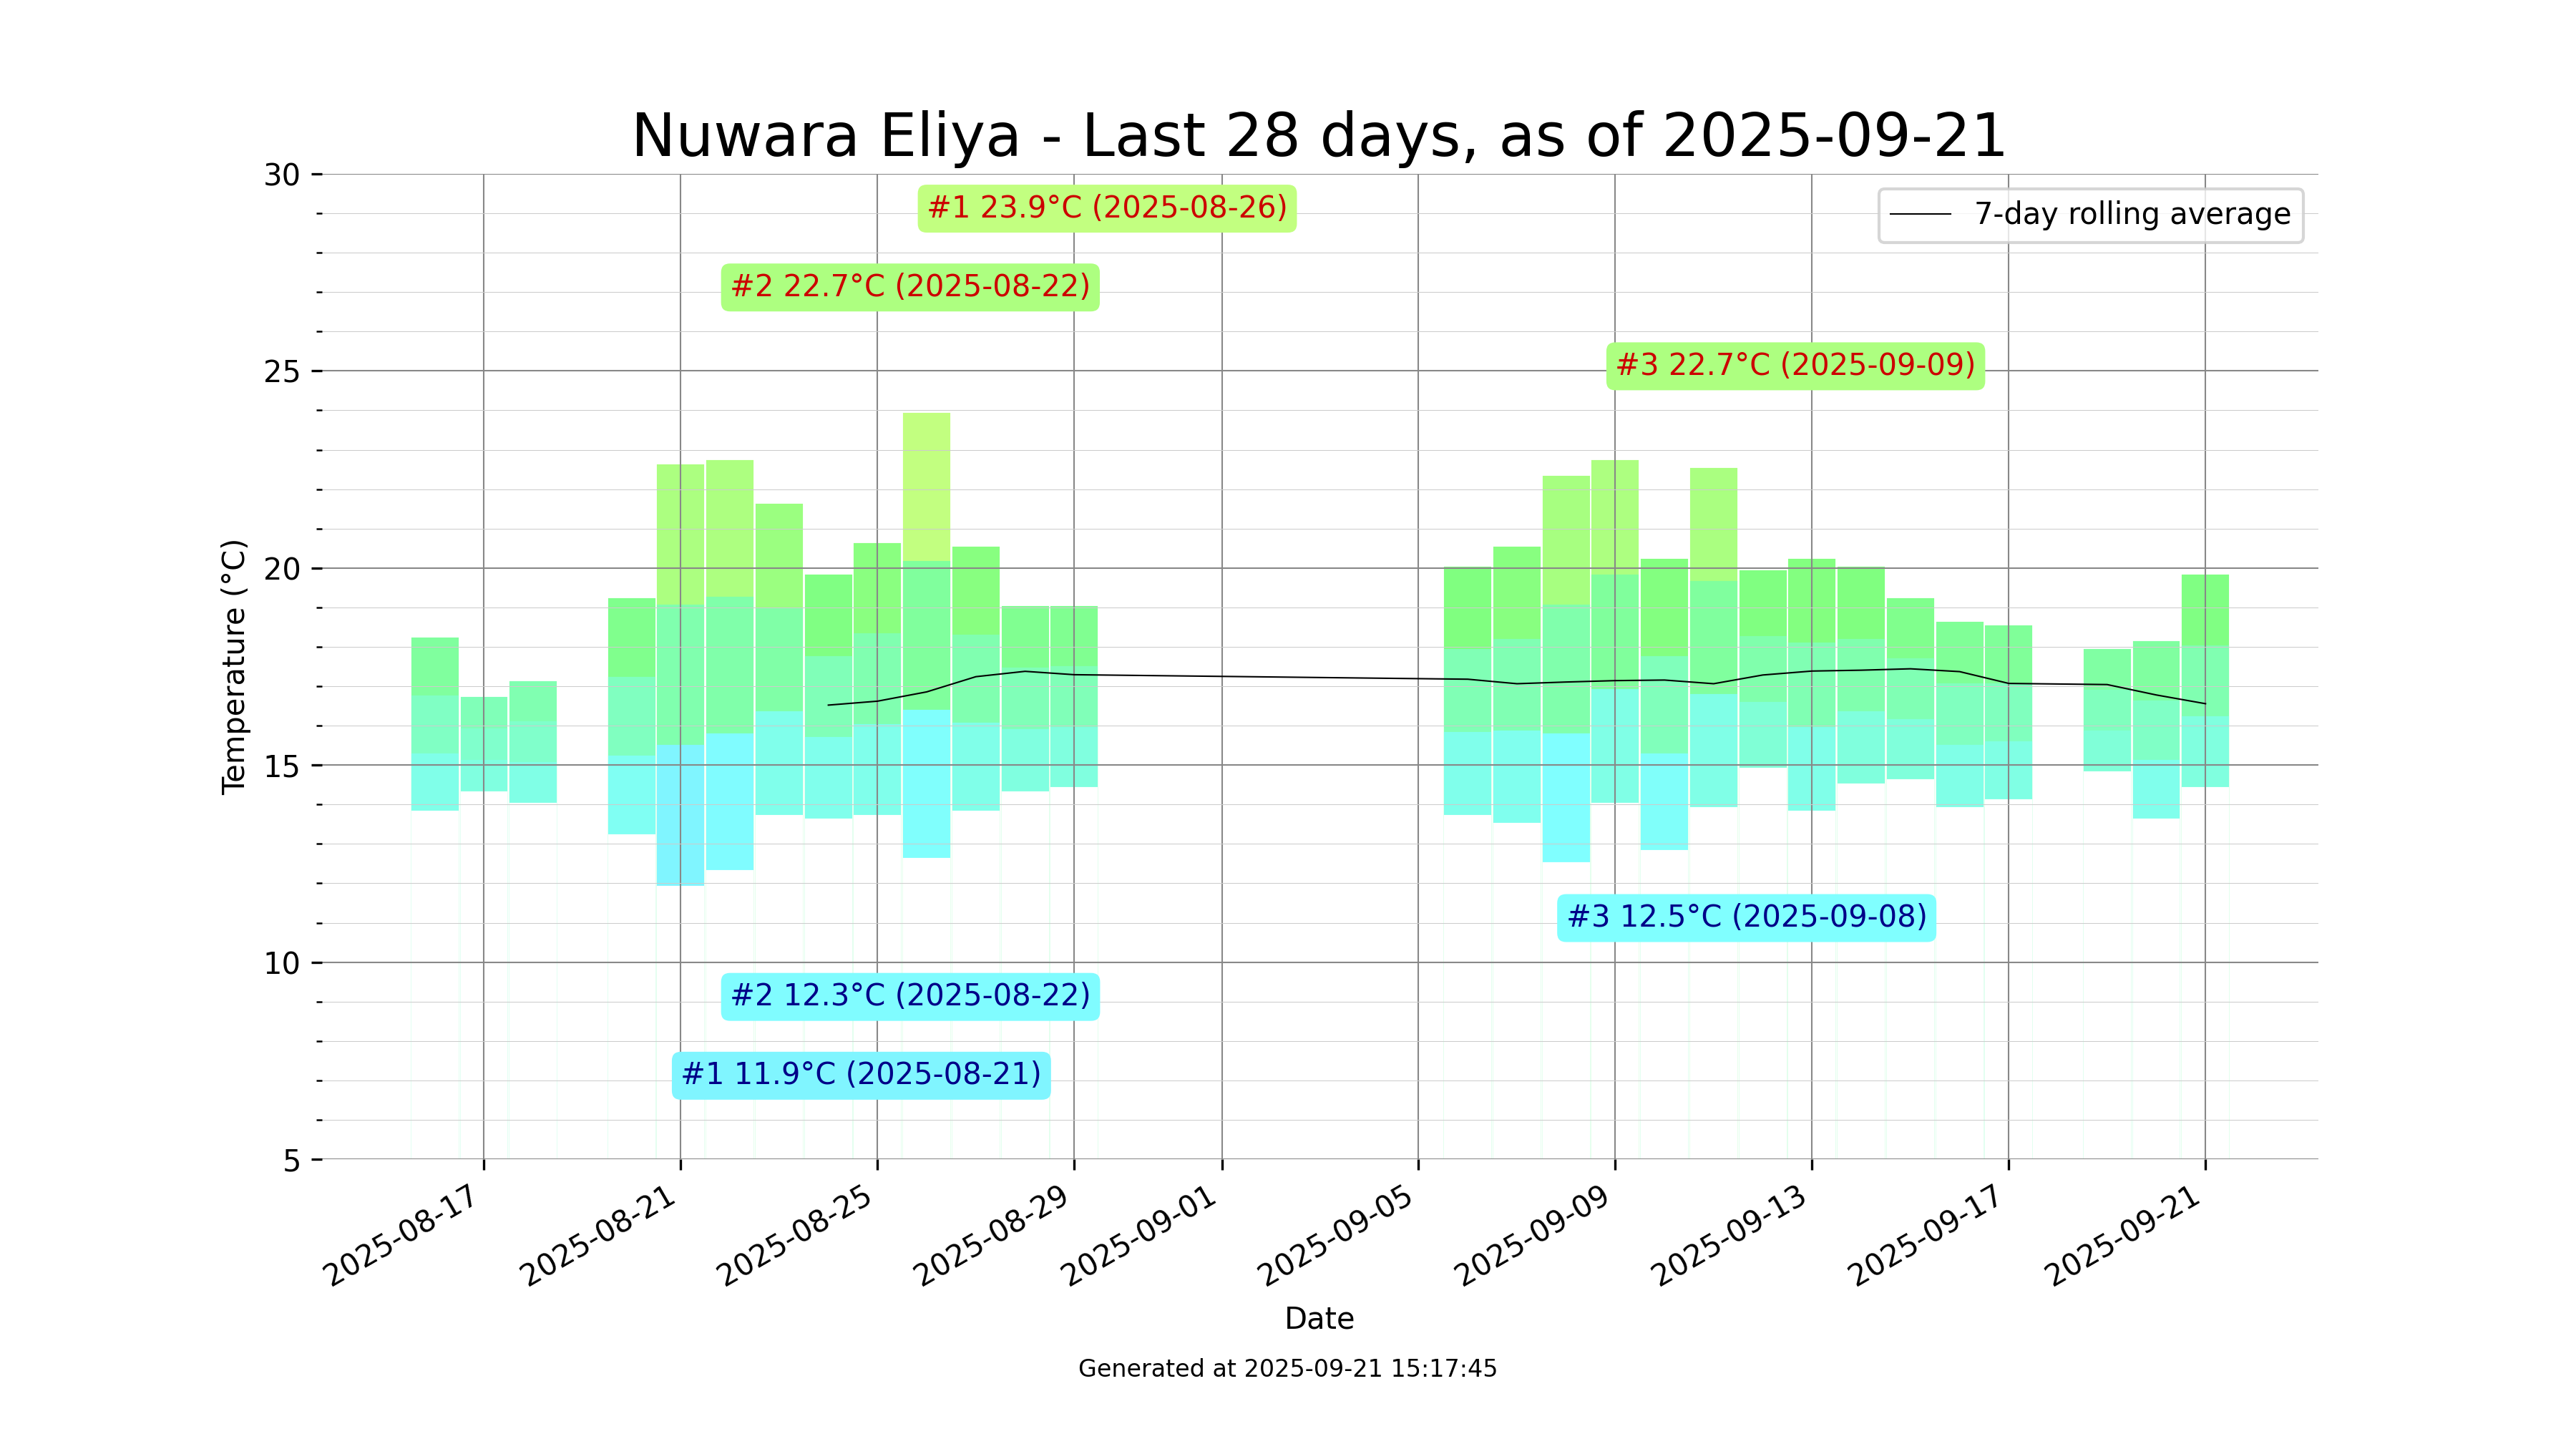 Nuwara Eliya - Last 28 days, as of 2025-09-21
30
25
20
15
10
5
Temperature (°C)
#1 23.9°C (2025-08-26)
#2 22.7°C (2025-08-22)
#3 22.7°C (2025-09-09)
7-day rolling average
#3 12.5°C (2025-09-08)
#2 12.3°C (2025-08-22)
#1 11.9°C (2025-08-21)
2025-08-17
2025-08-21
2025-08-25
2025-08-29
2025-09-01
2025-09-05
2025-09-09
2025-09-13
2025-09-17
2025-09-21
Date
Generated at 2025-09-21 15:17:45